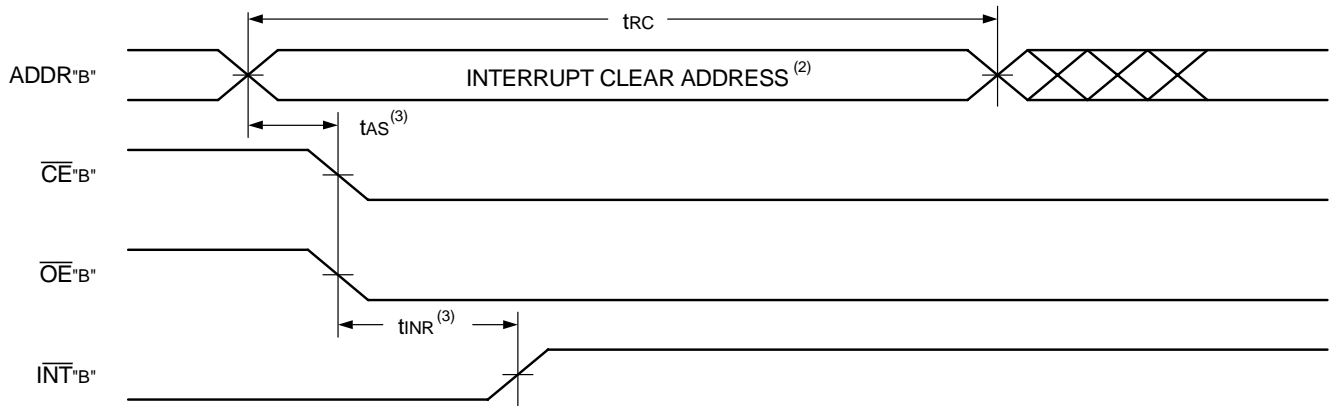 tRC
ADDR"B"
INTERRUPT CLEAR ADDRESS (2)
tAS (3)
CE"B"
OE"B"
tINR (3)
INT"B"